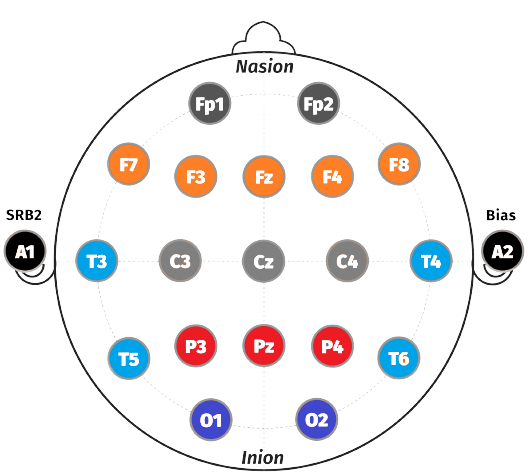 Nasion
Fp1 Fp2
F7 F3 Fz F4 F8
SRB2 Bias
A1 T3 C3 Cz C4 T4 A2
T5 P3 Pz P4 T6
O1 O2
Inion